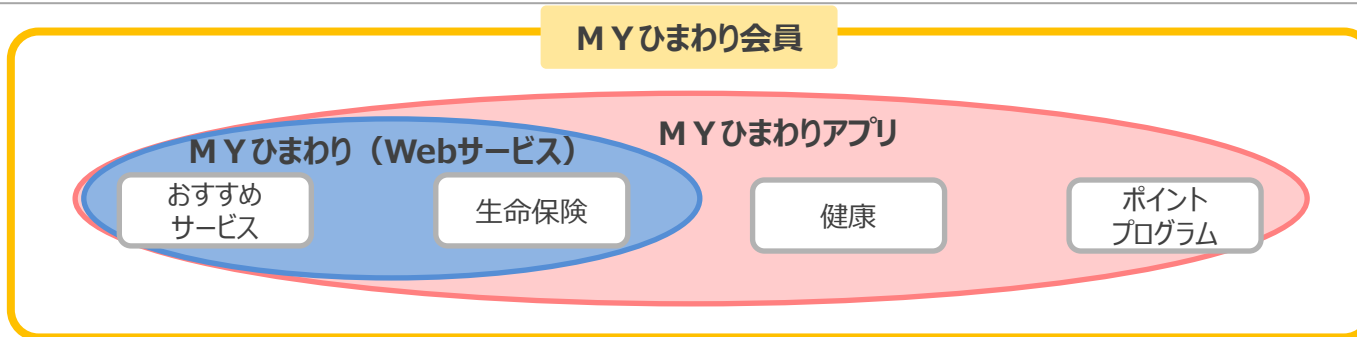 ＭＹひまわり会員
ＭＹひまわりアプリ
ＭＹひまわり（Webサービス）
おすすめ
サービス
生命保険
健康
ポイント
プログラム